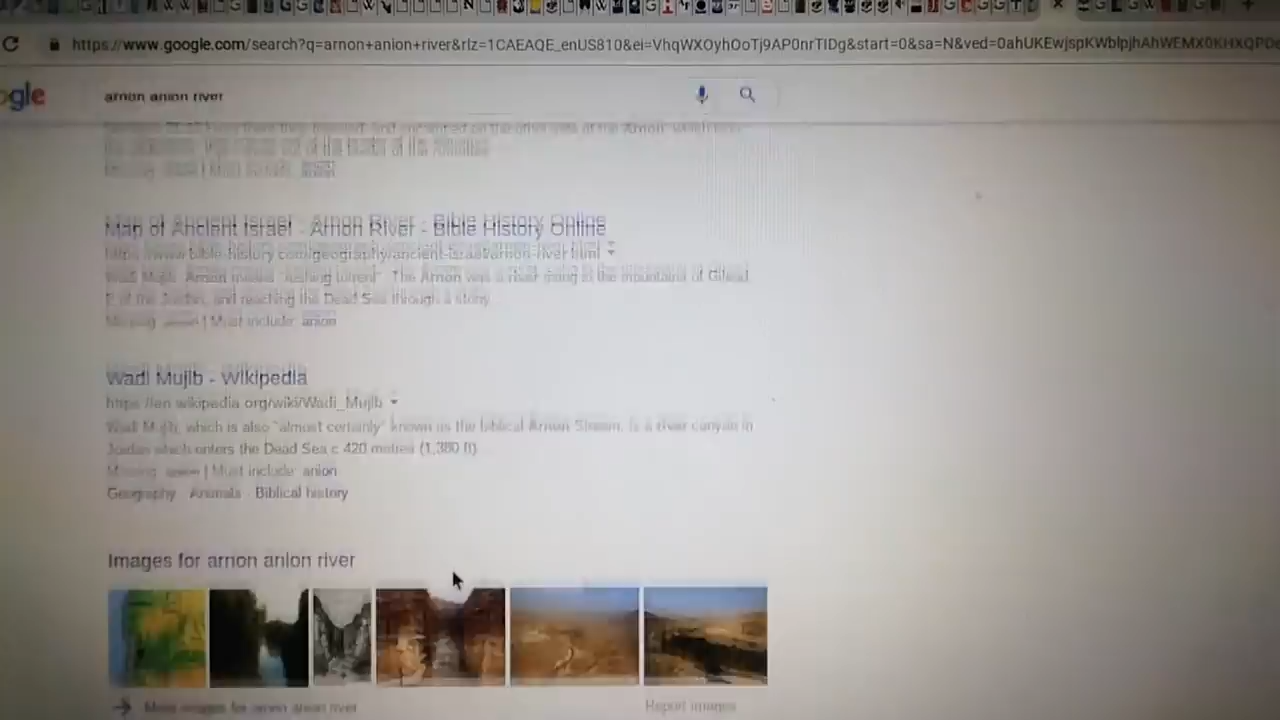 https://www.google.com/search?q=arnon+anion+river&rlz=1CAEAQE_enUS810&ei=VhqWXOyhOoTj9AP0nrTIDg&start=0&sa=N&ved=0ahUKEwjspKWblpjhAhWEMX0KHXQPDe
ogle
arnon anion river
Map of Ancient Israel - Arnon River - Bible History Online
https://www.bible-history.com/geography/ancient-israel/arnon-river.html
Wadi Mujib. Arnon means "rushing torrent". The Arnon was a river rising in the mountains of Gilead
E of the Jordan, and reaching the Dead Sea through a stony
Missing: anion | Must include: anion
Wadi Mujib - Wikipedia
https://en.wikipedia.org/wiki/Wadi_Mujib
Wadi Mujib, which is also "almost certainly" known as the biblical Arnon Stream, is a river canyon in
Jordan which enters the Dead Sea c 420 metres (1,380 ft)
Missing: anion | Must include: anion
Geography · Animals · Biblical history
Images for arnon anion river
More images for arnon anion river
Report images